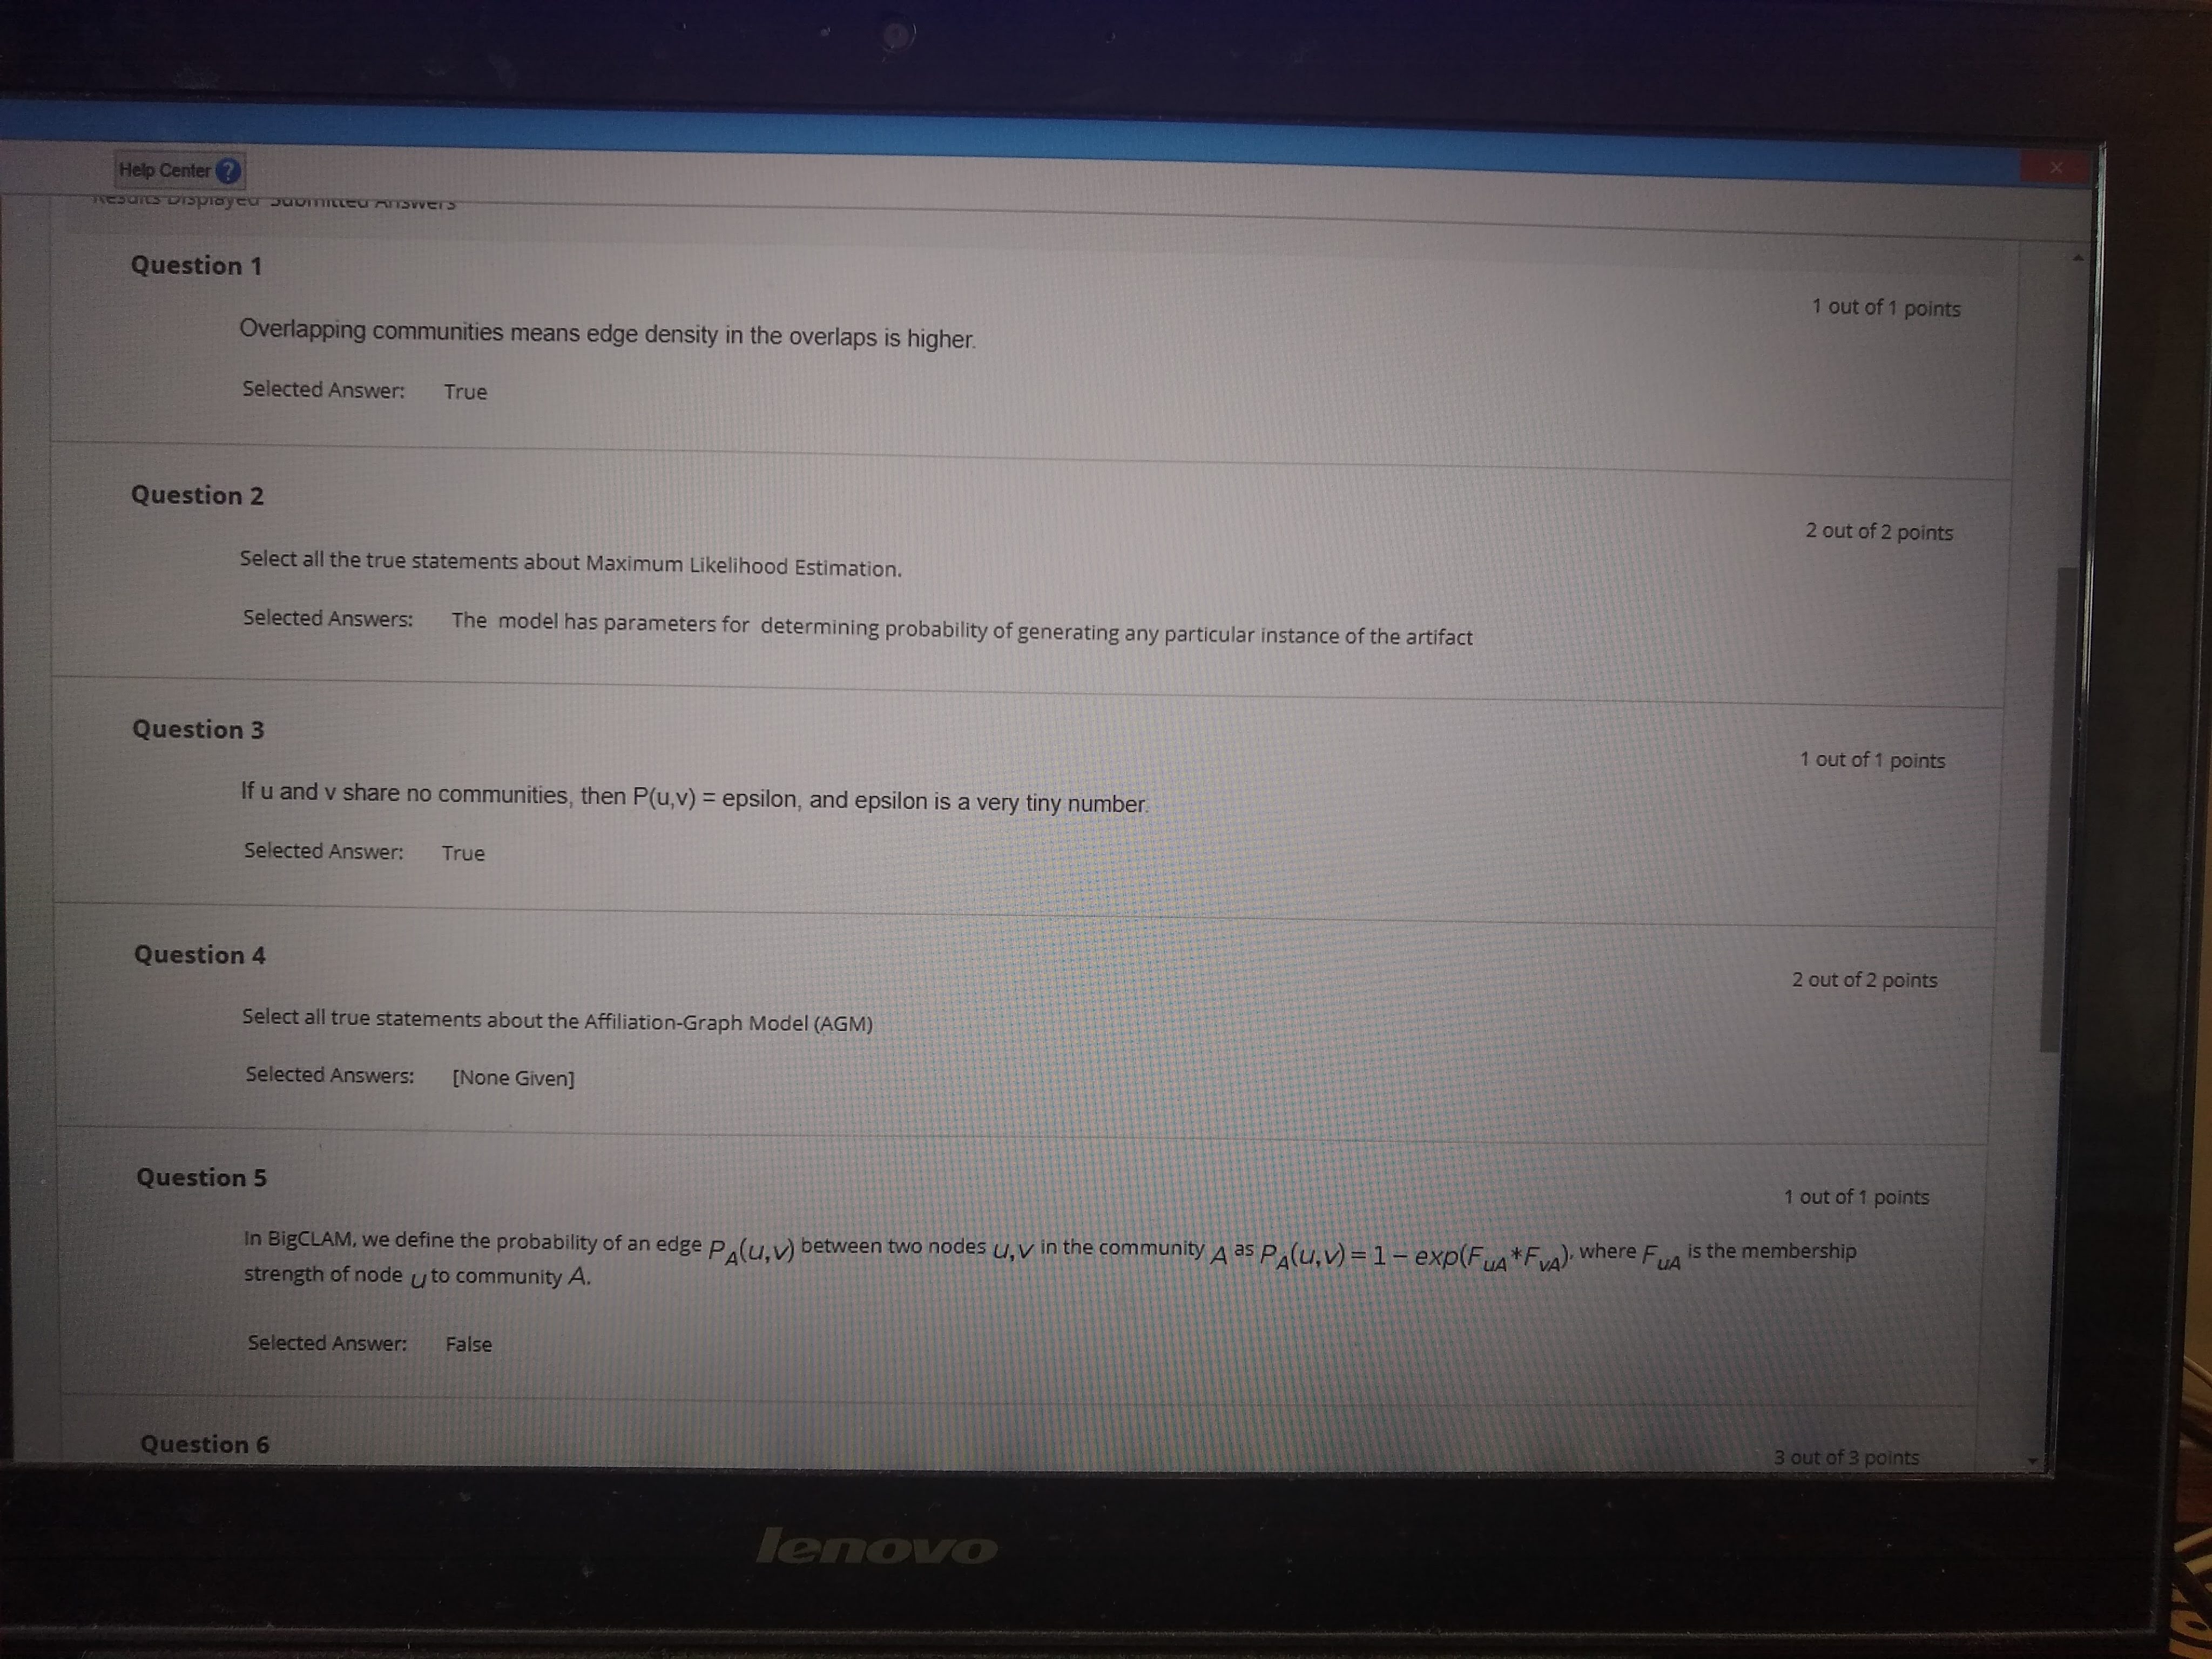 Help Center ?
Results Displayed Submitted Answers
Question 1
1 out of 1 points
Overlapping communities means edge density in the overlaps is higher.
Selected Answer: True
Question 2
2 out of 2 points
Select all the true statements about Maximum Likelihood Estimation.
Selected Answers: The model has parameters for determining probability of generating any particular instance of the artifact
Question 3
1 out of 1 points
If u and v share no communities, then P(u,v) = epsilon, and epsilon is a very tiny number.
Selected Answer: True
Question 4
2 out of 2 points
Select all true statements about the Affiliation-Graph Model (AGM)
Selected Answers: [None Given]
Question 5
1 out of 1 points
In BigCLAM, we define the probability of an edge P_A(u,v) between two nodes u,v in the community A as P_A(u,v) = 1 − exp(F_uA*F_vA), where F_uA is the membership
strength of node u to community A.
Selected Answer: False
Question 6
3 out of 3 points
lenovo